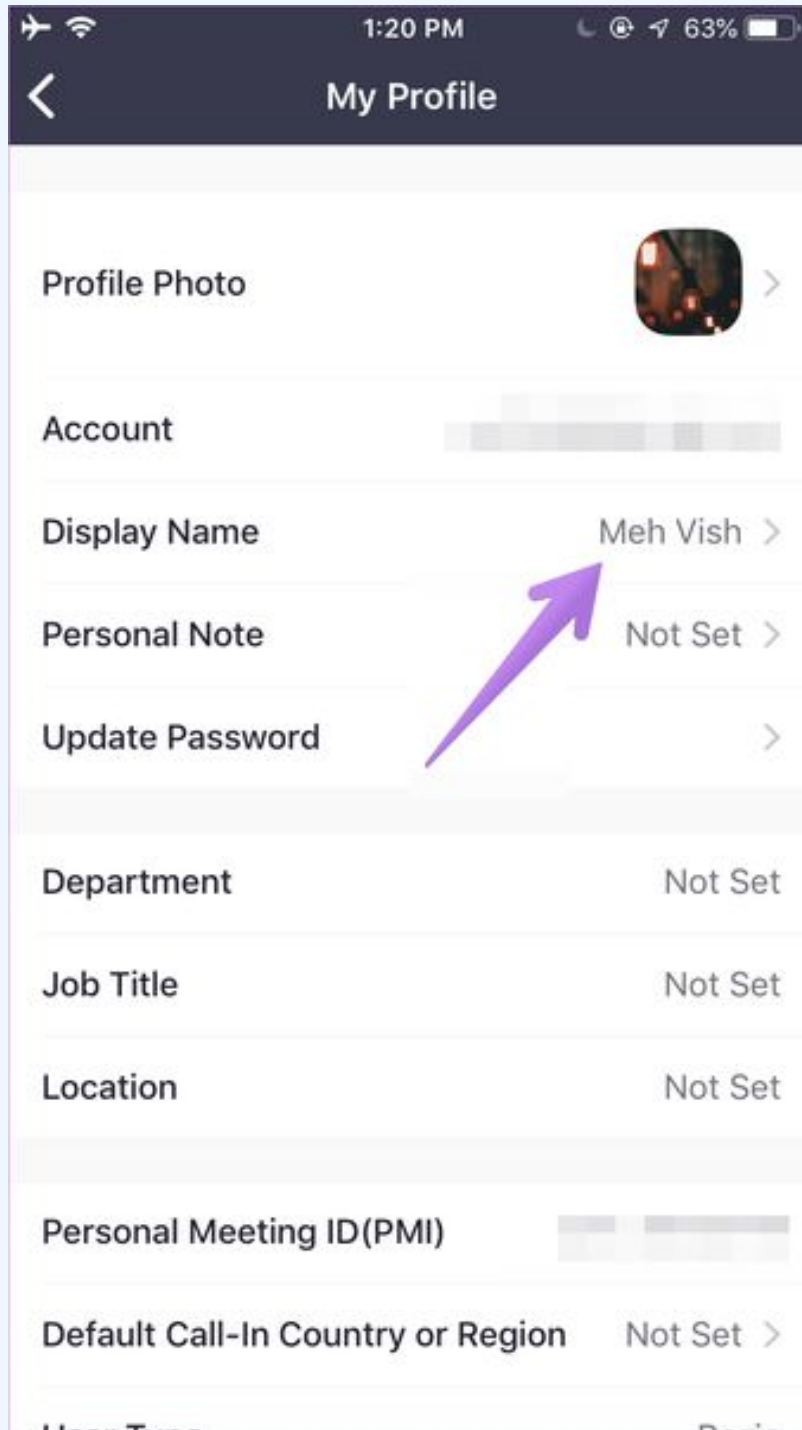 1:20 PM 63%
My Profile
Profile Photo
Account
Display Name Meh Vish
Personal Note Not Set
Update Password
Department Not Set
Job Title Not Set
Location Not Set
Personal Meeting ID(PMI)
Default Call-In Country or Region Not Set